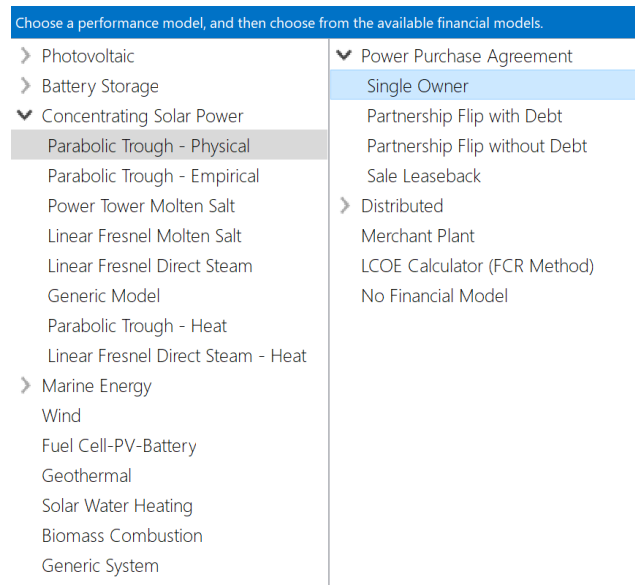 Choose a performance model, and then choose from the available financial models.
Photovoltaic
Battery Storage
Concentrating Solar Power
Parabolic Trough - Physical
Parabolic Trough - Empirical
Power Tower Molten Salt
Linear Fresnel Molten Salt
Linear Fresnel Direct Steam
Generic Model
Parabolic Trough - Heat
Linear Fresnel Direct Steam - Heat
Marine Energy
Wind
Fuel Cell-PV-Battery
Geothermal
Solar Water Heating
Biomass Combustion
Generic System
Power Purchase Agreement
Single Owner
Partnership Flip with Debt
Partnership Flip without Debt
Sale Leaseback
Distributed
Merchant Plant
LCOE Calculator (FCR Method)
No Financial Model